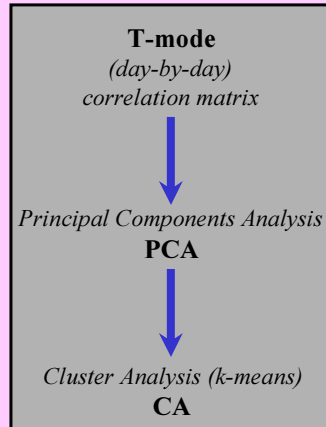 T-mode
(day-by-day)
correlation matrix
Principal Components Analysis
PCA
Cluster Analysis (k-means)
CA